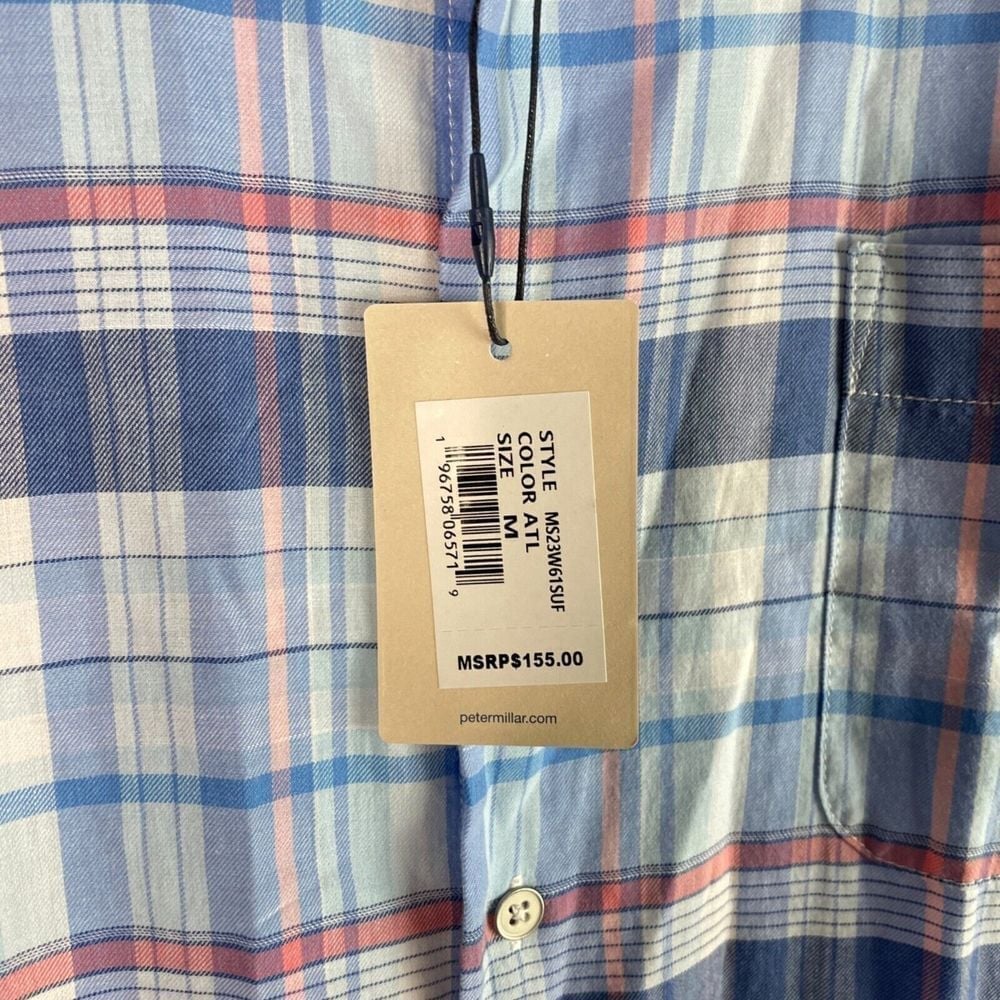 STYLE MS23W61SUF
COLOR ATL
SIZE M
1 96758 06571 9
MSRP$155.00
petermillar.com